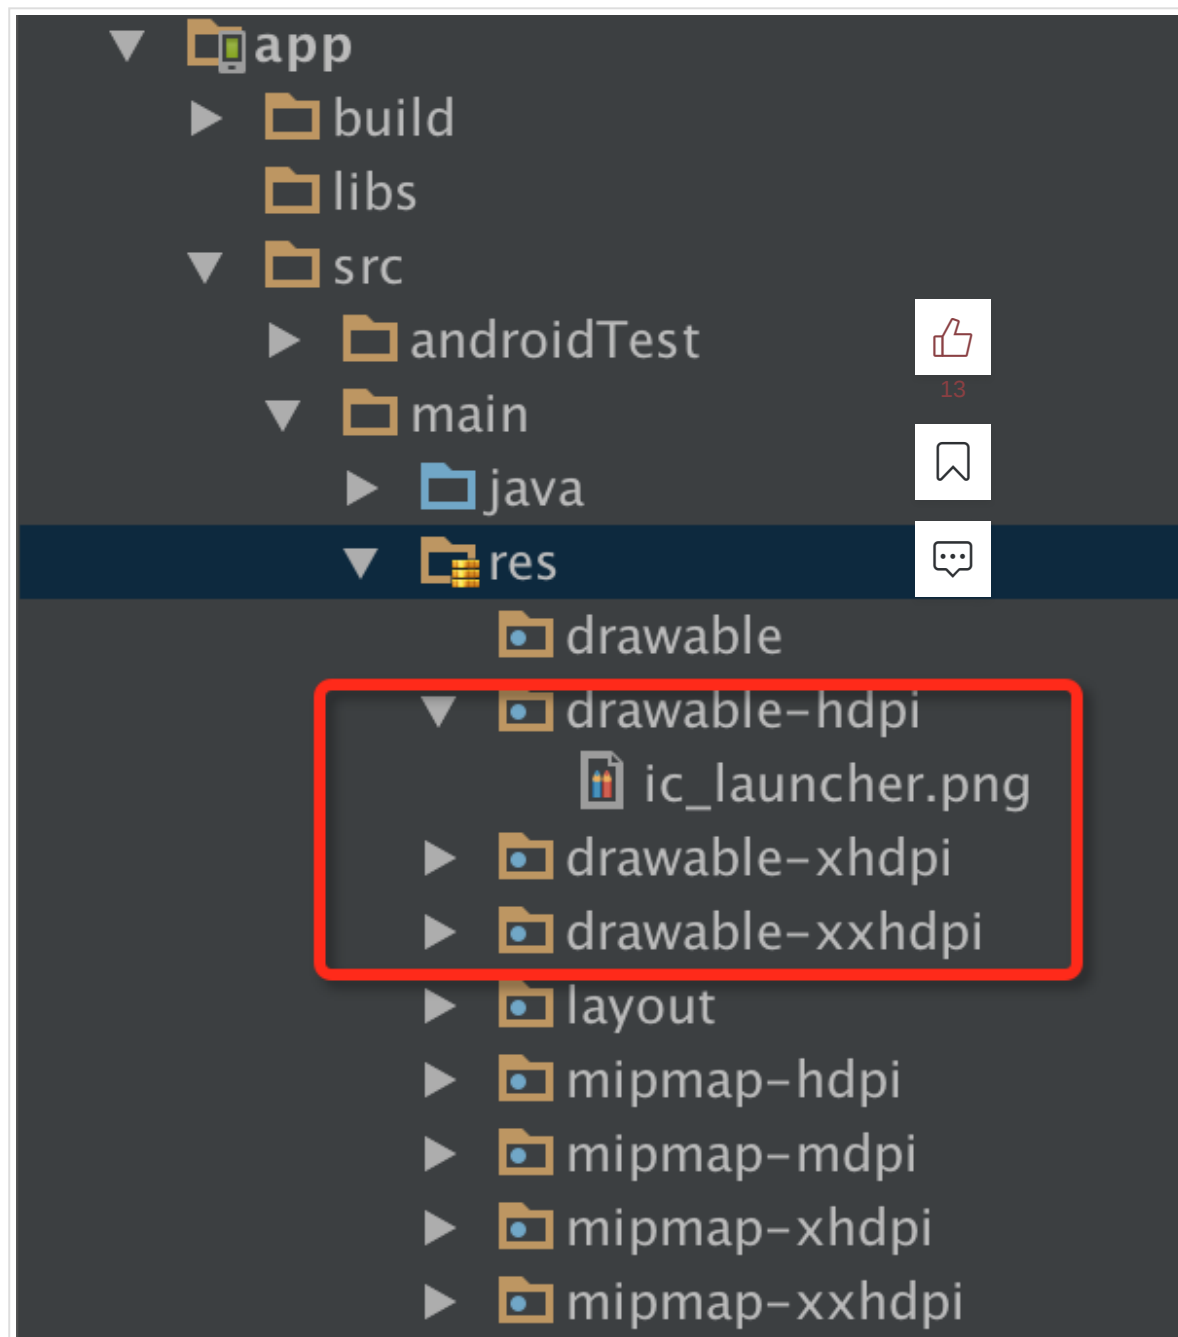 app
build
libs
src
androidTest
13
main
java
res
drawable
drawable-hdpi
ic_launcher.png
drawable-xhdpi
drawable-xxhdpi
layout
mipmap-hdpi
mipmap-mdpi
mipmap-xhdpi
mipmap-xxhdpi